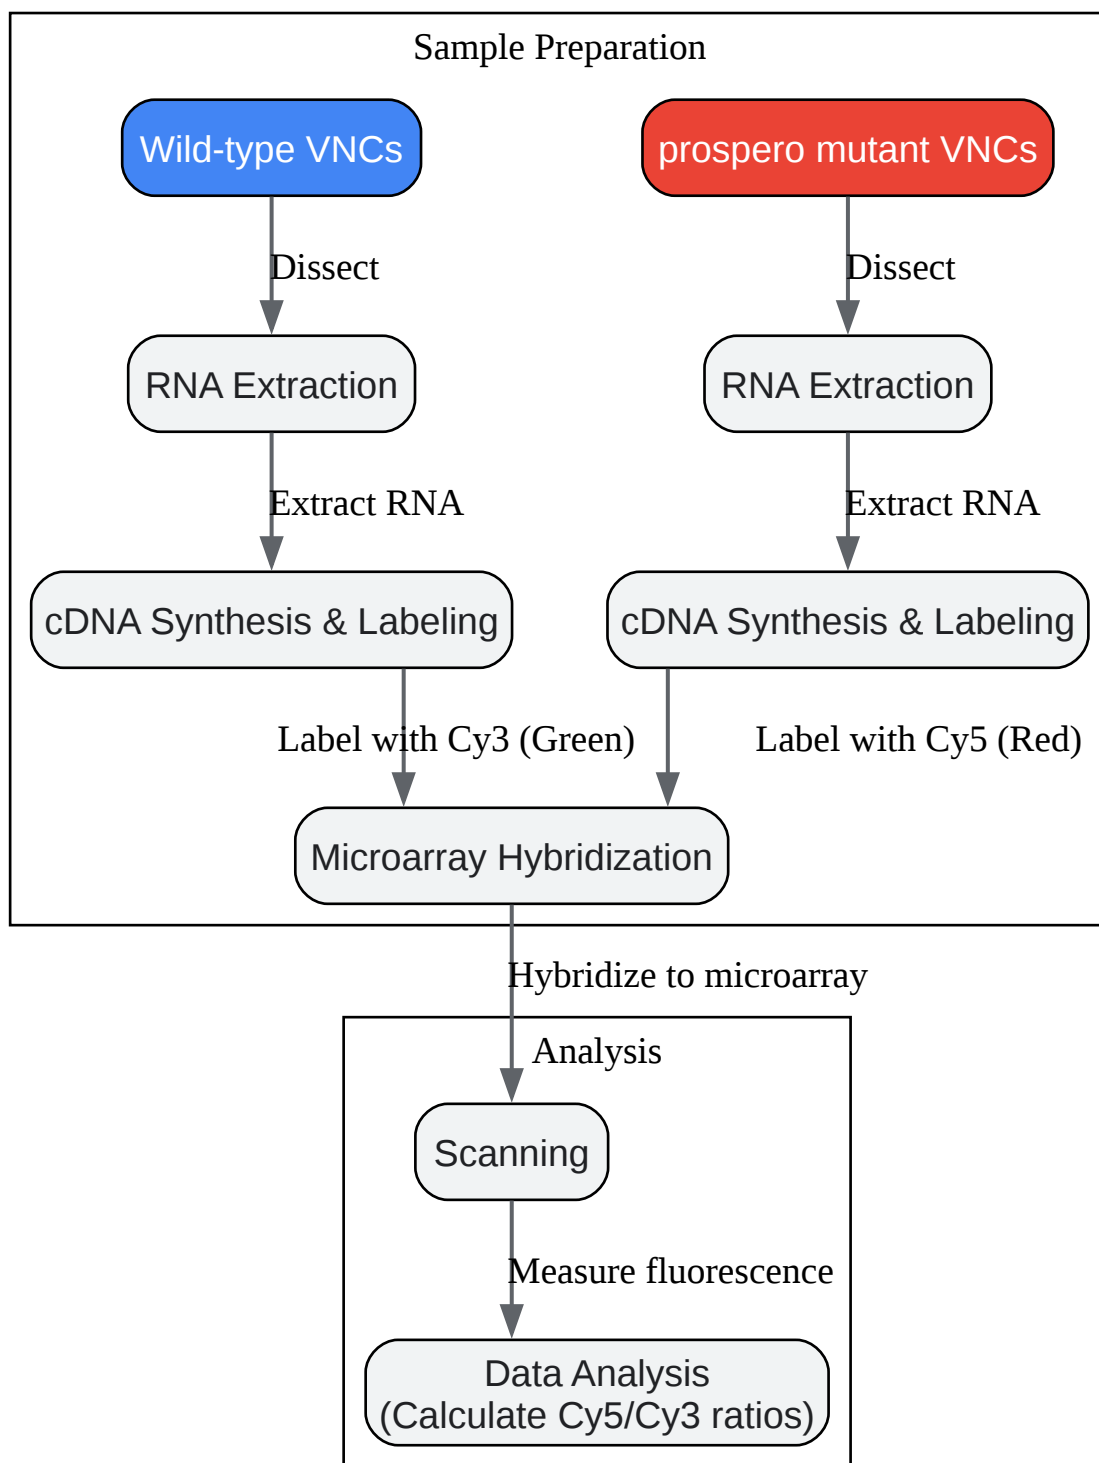 Sample Preparation
Wild-type VNCs
prospero mutant VNCs
Dissect
Dissect
RNA Extraction
RNA Extraction
Extract RNA
Extract RNA
cDNA Synthesis & Labeling
cDNA Synthesis & Labeling
Label with Cy3 (Green)
Label with Cy5 (Red)
Microarray Hybridization
Hybridize to microarray
Analysis
Scanning
Measure fluorescence
Data Analysis
(Calculate Cy5/Cy3 ratios)